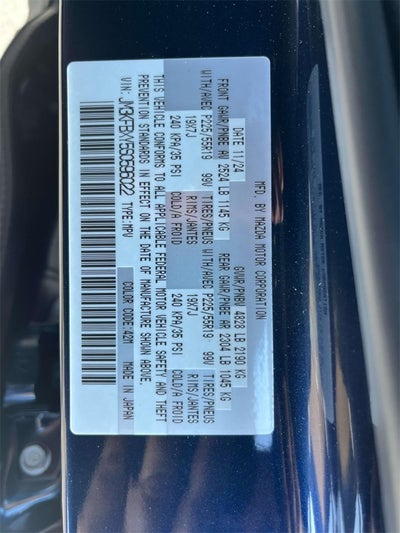 MFD. BY MAZDA MOTOR CORPORATION
DATE 11/24 GVWR/PNBV 4828 LB 2190 KG
FRONT GAWR/PNBE AV 2524 LB 1145 KG REAR GAWR/PNBE AR 2304 LB 1045 KG
WITH/AVEC P225/55R19 99V TIRES/PNEUS WITH/AVEC P225/55R19 99V TIRES/PNEUS
19X7J RIMS/JANTES 19X7J RIMS/JANTES
240 KPA/35 PSI COLD/A FROID 240 KPA/35 PSI COLD/A FROID
THIS VEHICLE CONFORMS TO ALL APPLICABLE FEDERAL MOTOR VEHICLE SAFETY AND THEFT
PREVENTION STANDARDS IN EFFECT ON THE DATE OF MANUFACTURE SHOWN ABOVE.
VIN: JM3KFBXY1S0596022 TYPE:MPV COLOR CODE:42M MADE IN JAPAN